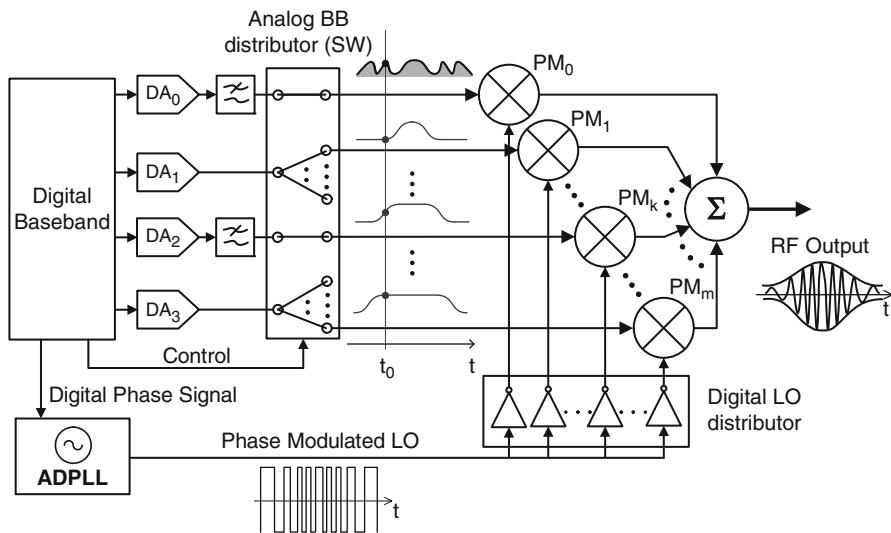 Analog BB
distributor (SW)
PM0
DA0
PM1
DA1
Digital
Baseband
PMk
DA2
Σ
RF Output
PMm
DA3
t
Control
t0
t
Digital Phase Signal
Digital LO
distributor
Phase Modulated LO
ADPLL
t